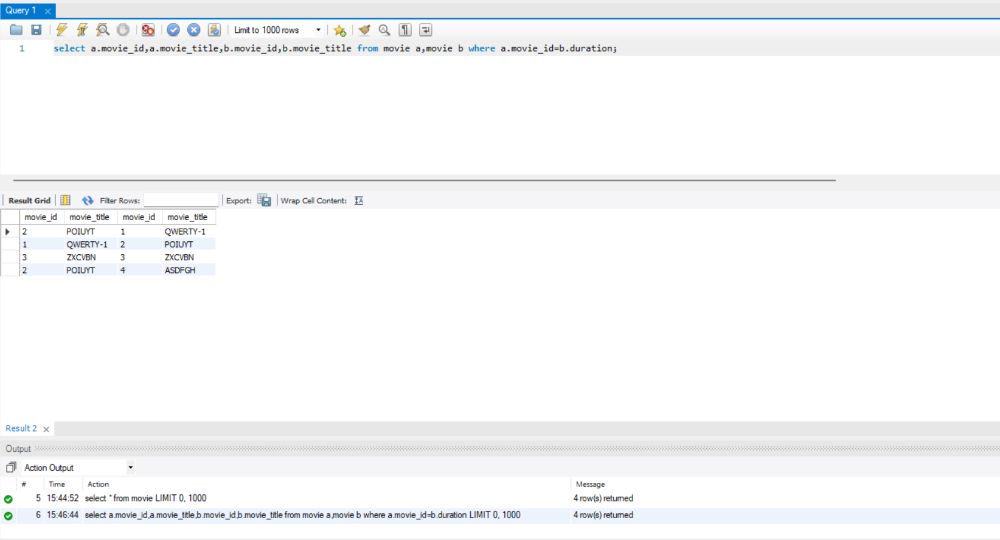 Query 1
Limit to 1000 rows
1 select a.movie_id,a.movie_title,b.movie_id,b.movie_title from movie a,movie b where a.movie_id=b.duration;
Result Grid Filter Rows: Export: Wrap Cell Content:
movie_id movie_title movie_id movie_title
2 POIUYT 1 QWERTY-1
1 QWERTY-1 2 POIUYT
3 ZXCVBN 3 ZXCVBN
2 POIUYT 4 ASDFGH
Result 2
Output
Action Output
# Time Action Message
5 15:44:52 select * from movie LIMIT 0, 1000 4 row(s) returned
6 15:46:44 select a.movie_id,a.movie_title,b.movie_id,b.movie_title from movie a,movie b where a.movie_id=b.duration LIMIT 0, 1000 4 row(s) returned